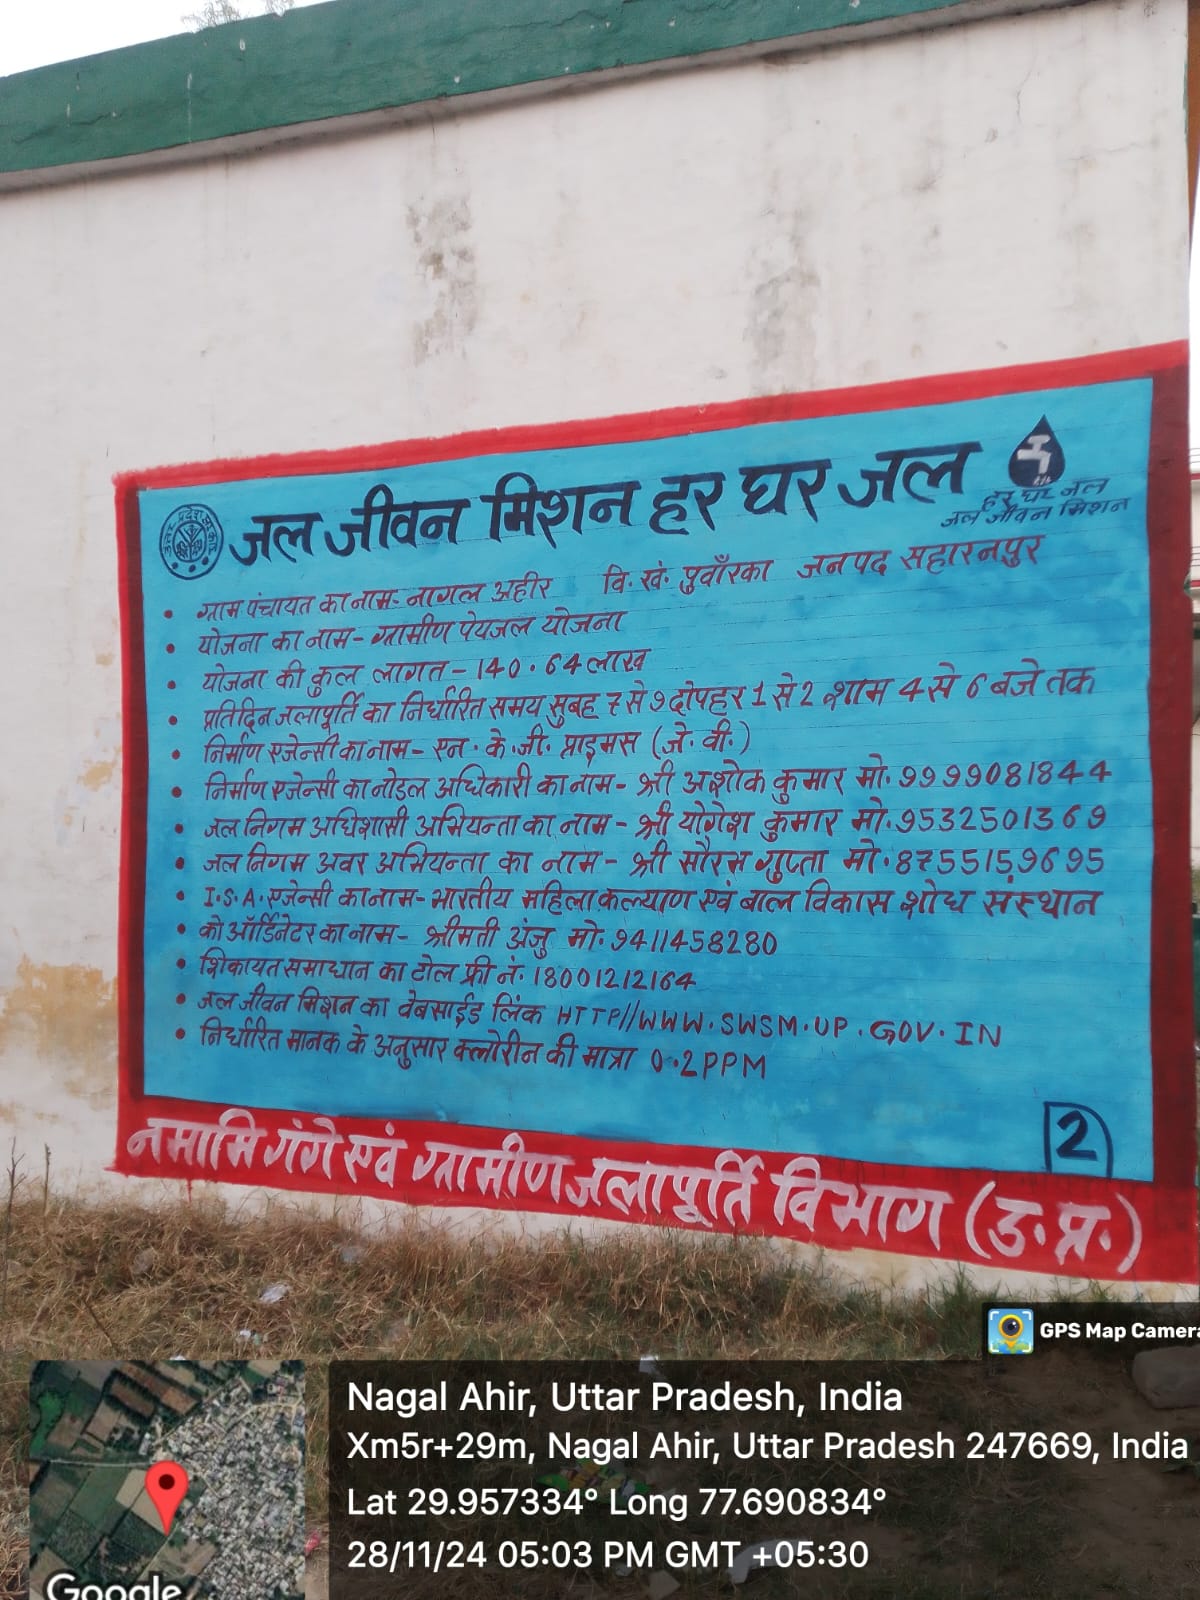 जल जीवन मिशन हर घर जल
उत्तर प्रदेश सरकार
हर घर जल
जल जीवन मिशन
• ग्राम पंचायत का नाम- नागल अहीर वि. खं. पुवाँरका जनपद सहारनपुर
• योजना का नाम- ग्रामीण पेयजल योजना
• योजना की कुल लागत- 140.64 लाख
• प्रतिदिन जलापूर्ति का निर्धारित समय सुबह 7 से 9 दोपहर 1 से 2 शाम 4 से 6 बजे तक
• निर्माण एजेन्सी का नाम- एन. के. जी. प्राइमस (जे. वी.)
• निर्माण एजेन्सी का नोडल अधिकारी का नाम- श्री अशोक कुमार मो. 9999081844
• जल निगम अधिशासी अभियन्ता का नाम- श्री योगेश कुमार मो. 9532501369
• जल निगम अवर अभियन्ता का नाम- श्री सौरभ गुप्ता मो. 8755159695
• I.S.A. एजेन्सी का नाम- भारतीय महिला कल्याण एवं बाल विकास शोध संस्थान
• को ऑर्डिनेटर का नाम- श्रीमती अंजु मो. 9411458280
• शिकायत समाधान का टोल फ्री नं. 18001212164
• जल जीवन मिशन का वेबसाईड लिंक HTTP//WWW.SWSM.UP.GOV.IN
• निर्धारित मानक के अनुसार क्लोरीन की मात्रा 0.2PPM
2
नमामि गंगे एवं ग्रामीण जलापूर्ति विभाग (उ.प्र.)
GPS Map Camera
Nagal Ahir, Uttar Pradesh, India
Xm5r+29m, Nagal Ahir, Uttar Pradesh 247669, India
Lat 29.957334° Long 77.690834°
28/11/24 05:03 PM GMT +05:30
Google